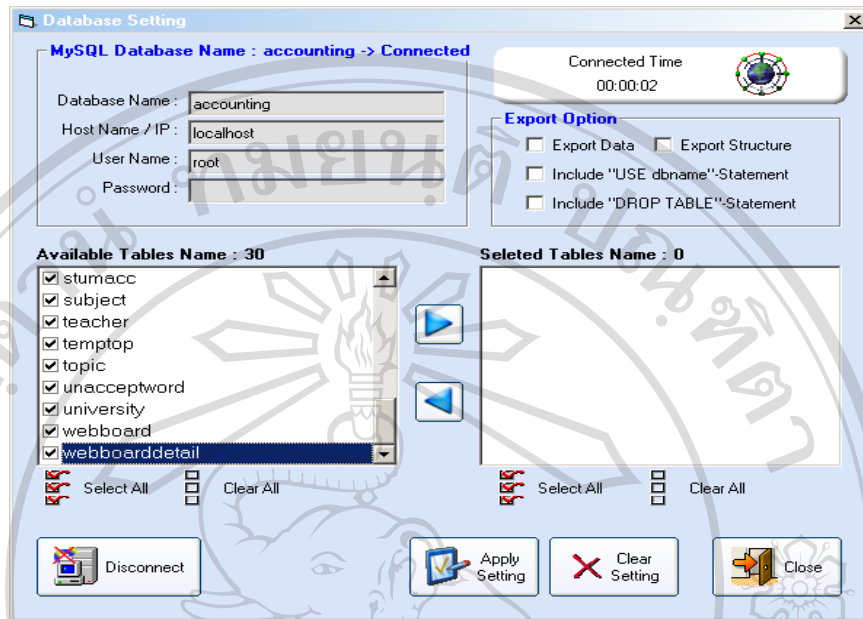 Database Setting
MySQL Database Name : accounting -> Connected
Database Name : accounting
Host Name / IP : localhost
User Name : root
Password :
Connected Time
00:00:02
Export Option
Export Data Export Structure
Include "USE dbname"-Statement
Include "DROP TABLE"-Statement
Available Tables Name : 30
stumacc
subject
teacher
temptop
topic
unacceptword
university
webboard
webboarddetail
Select All Clear All
Seleted Tables Name : 0
Select All Clear All
Disconnect
Apply
Setting
Clear
Setting
Close